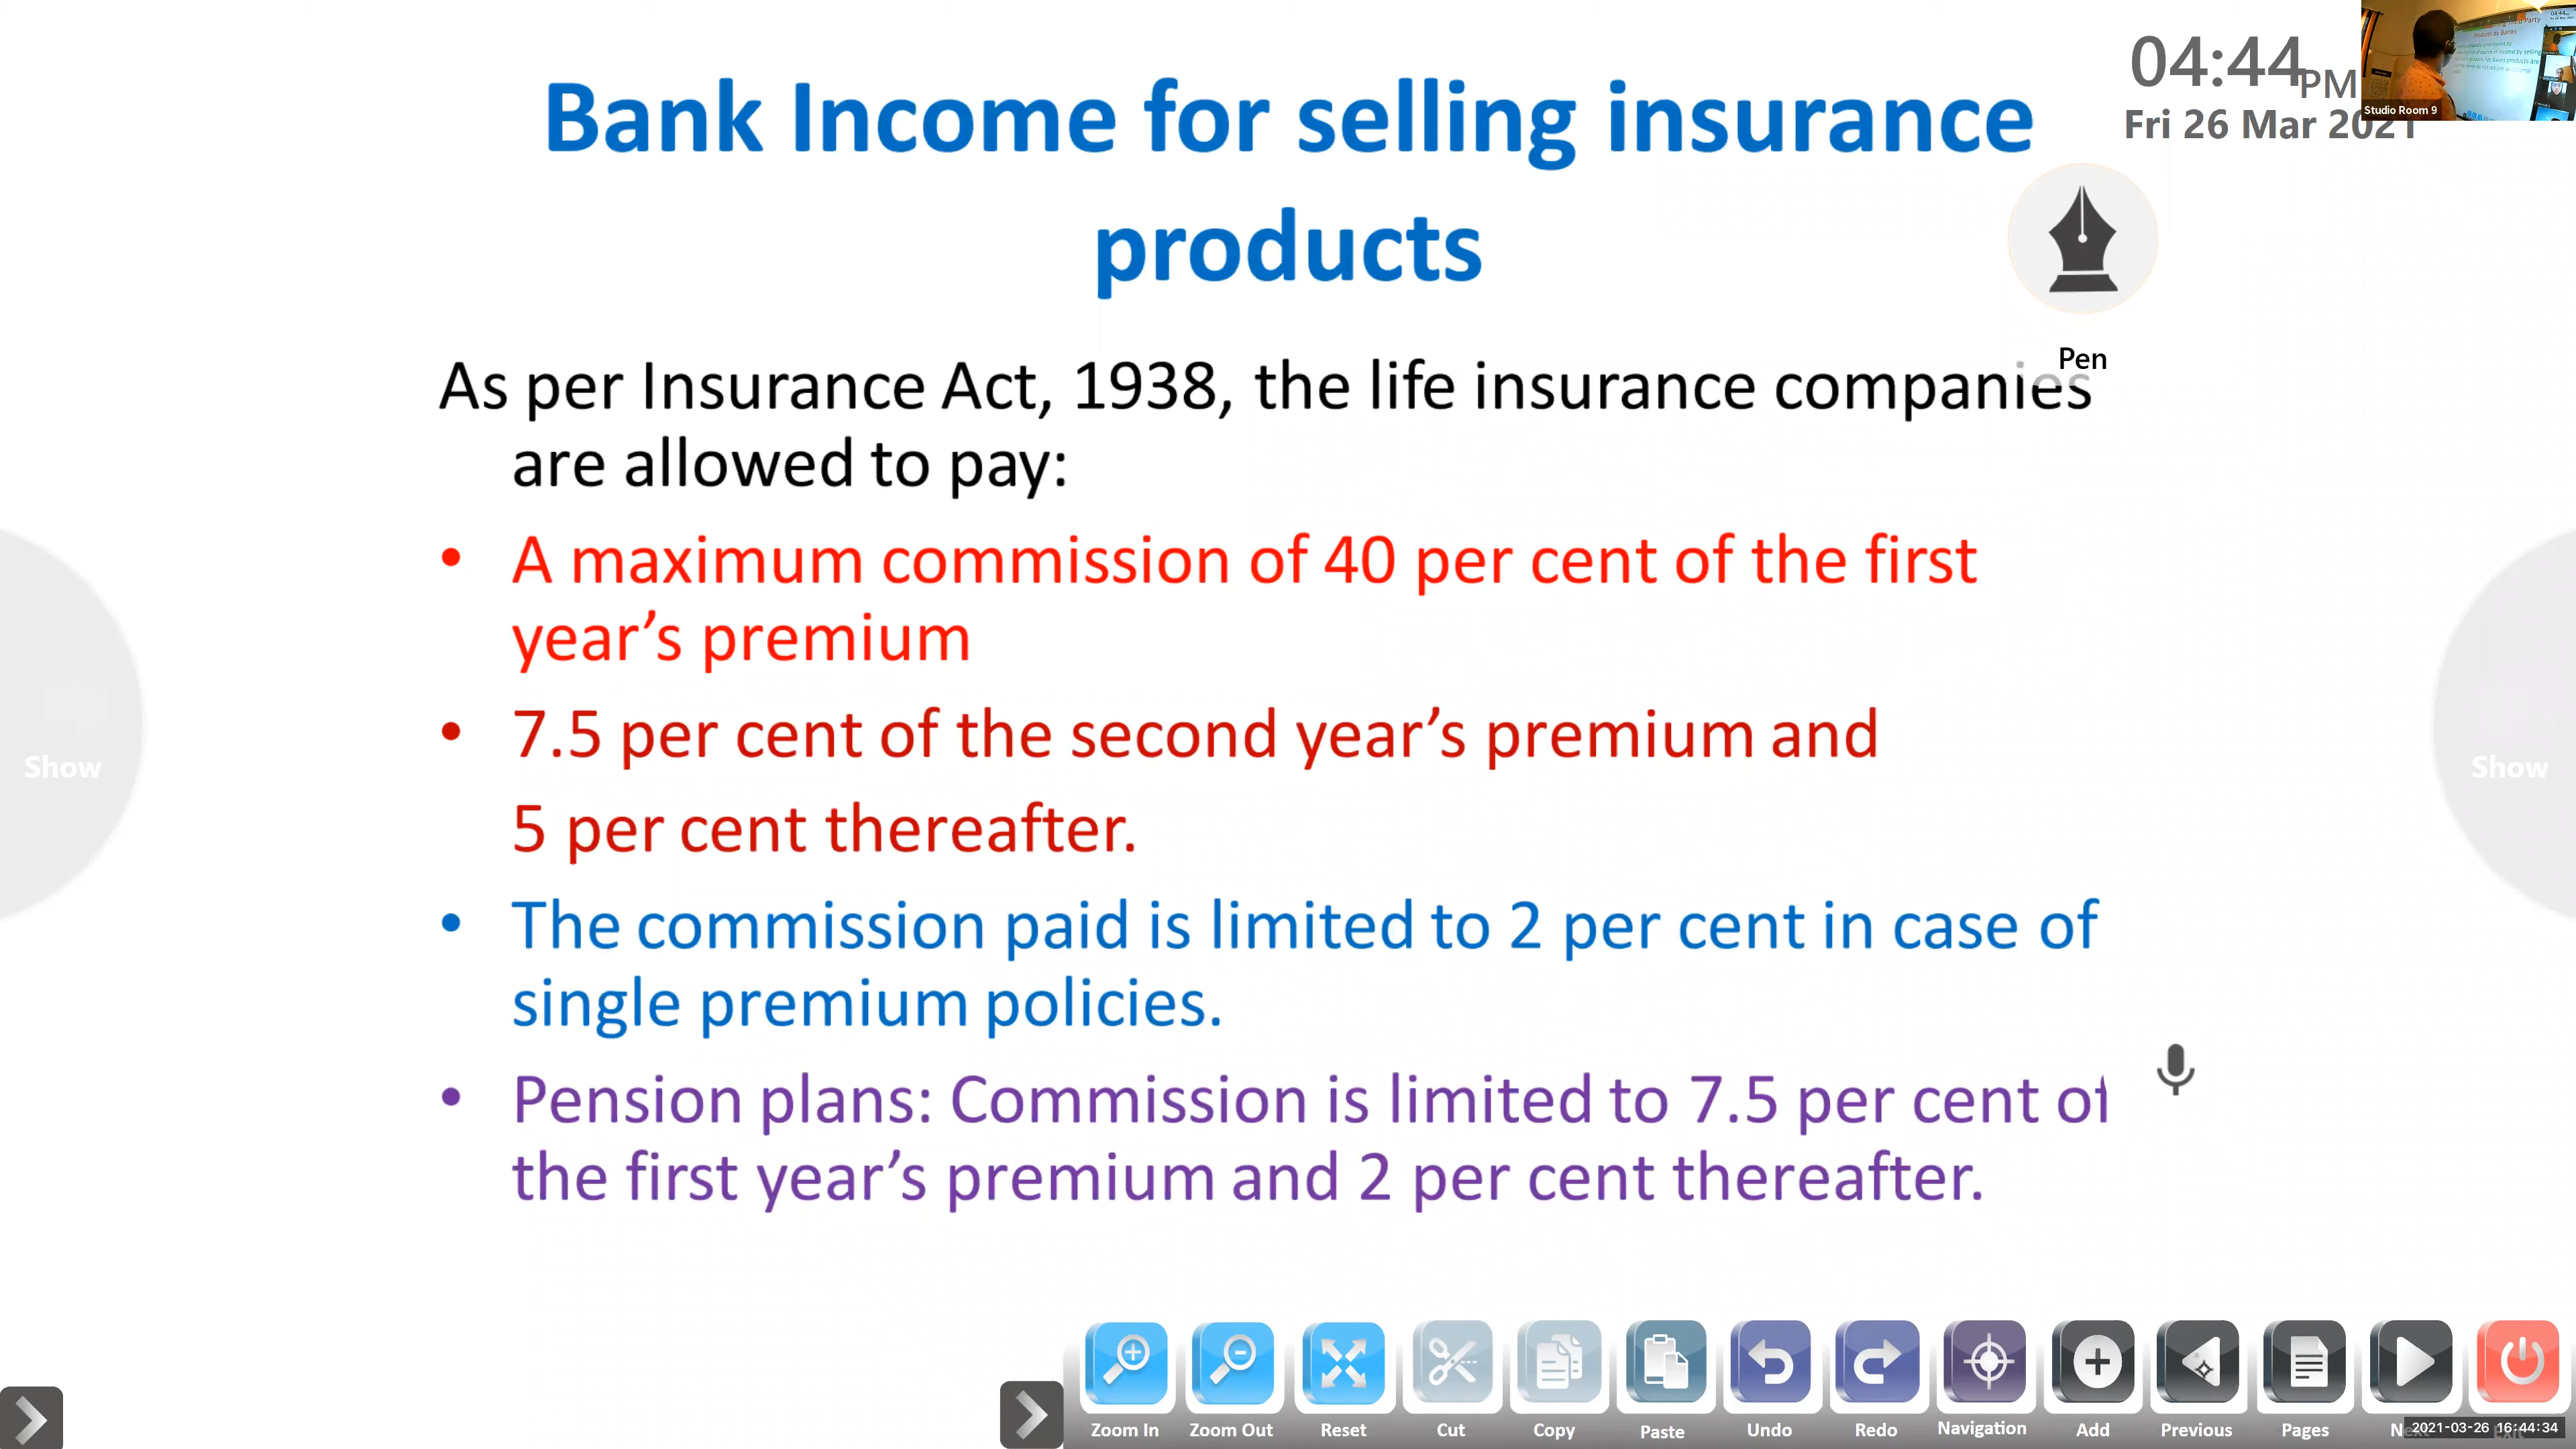 04:44 PM
Fri 26 Mar 2021
Studio Room 9
Products by Banks
Bank Income for selling insurance
products
Pen
As per Insurance Act, 1938, the life insurance companies
are allowed to pay:
• A maximum commission of 40 per cent of the first
year’s premium
• 7.5 per cent of the second year’s premium and
5 per cent thereafter.
• The commission paid is limited to 2 per cent in case of
single premium policies.
• Pension plans: Commission is limited to 7.5 per cent of
the first year’s premium and 2 per cent thereafter.
Show
Show
Zoom In
Zoom Out
Reset
Cut
Copy
Paste
Undo
Redo
Navigation
Add
Previous
Pages
2021-03-26 16:44:34